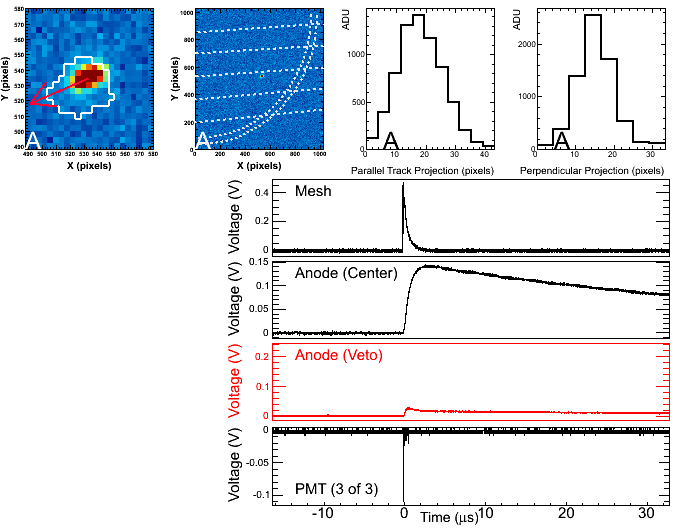 580
570
560
550
540
530
520
510
500
490
490 500 510 520 530 540 550 560 570 580
Y (pixels)
X (pixels)
A
1000
800
600
400
200
0
0 200 400 600 800 1000
Y (pixels)
X (pixels)
A
ADU
1000
500
0
0 10 20 30 40
Parallel Track Projection (pixels)
A
ADU
2000
1000
0
0 10 20 30
Perpendicular Projection (pixels)
A
Mesh
Voltage (V)
0.4
0.2
0
Anode (Center)
Voltage (V)
0.15
0.1
0.05
0
Anode (Veto)
Voltage (V)
0.2
0.1
0
PMT (3 of 3)
Voltage (V)
0
-0.05
-0.1
-10 0 10 20 30
Time (μs)